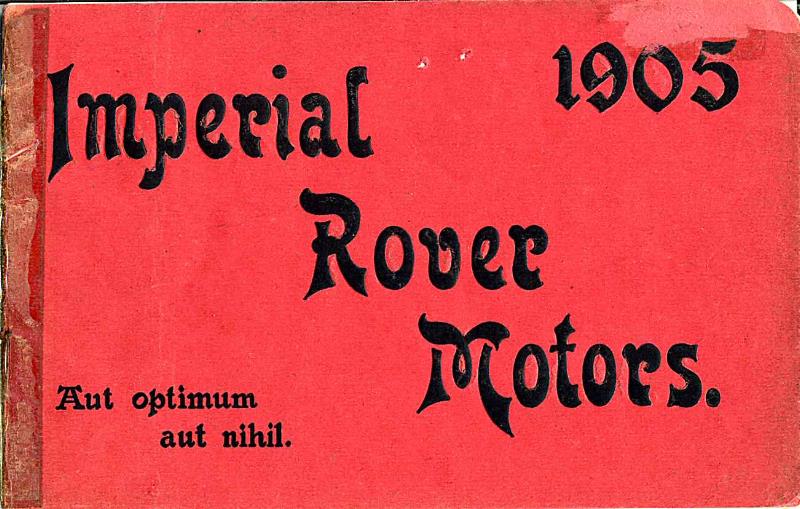 Imperial 1905
Rover
Motors.
Aut optimum
aut nihil.